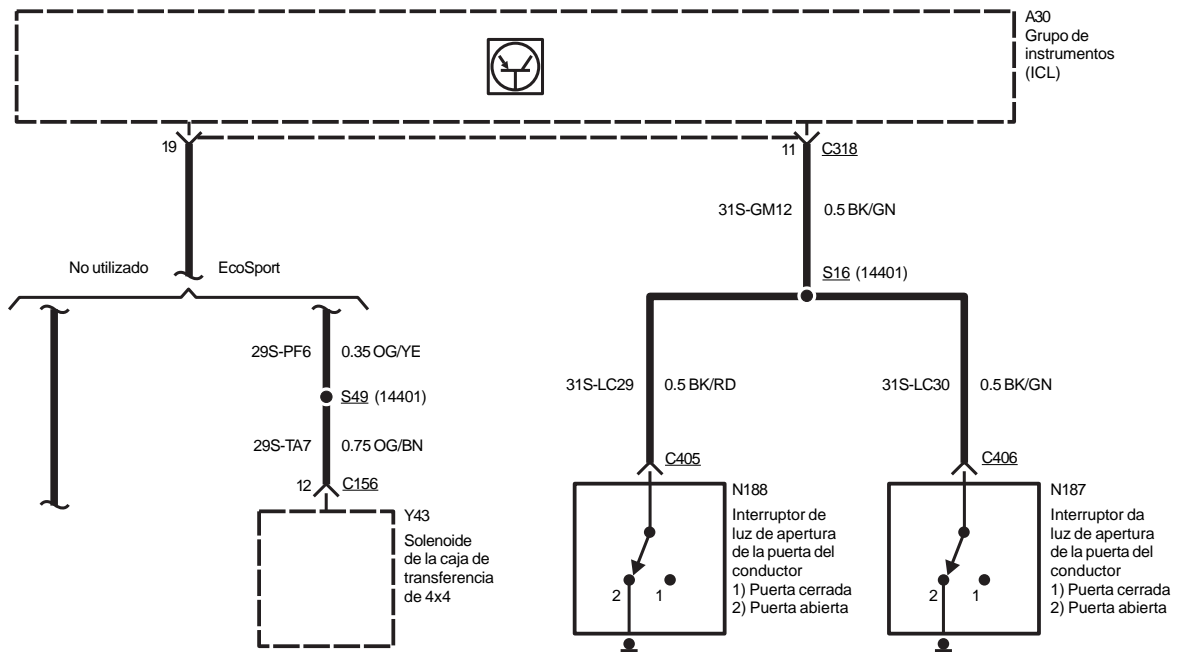 A30
Grupo de
instrumentos
(ICL)
19
11 C318
31S-GM12 0.5 BK/GN
No utilizado EcoSport
S16 (14401)
29S-PF6 0.35 OG/YE
31S-LC29 0.5 BK/RD
31S-LC30 0.5 BK/GN
S49 (14401)
29S-TA7 0.75 OG/BN
C405
C406
12 C156
Y43
Solenoide
de la caja de
transferencia
de 4x4
N188
Interruptor de
luz de apertura
de la puerta del
conductor
1) Puerta cerrada
2) Puerta abierta
2 1
N187
Interruptor da
luz de apertura
de la puerta del
conductor
1) Puerta cerrada
2) Puerta abierta
2 1